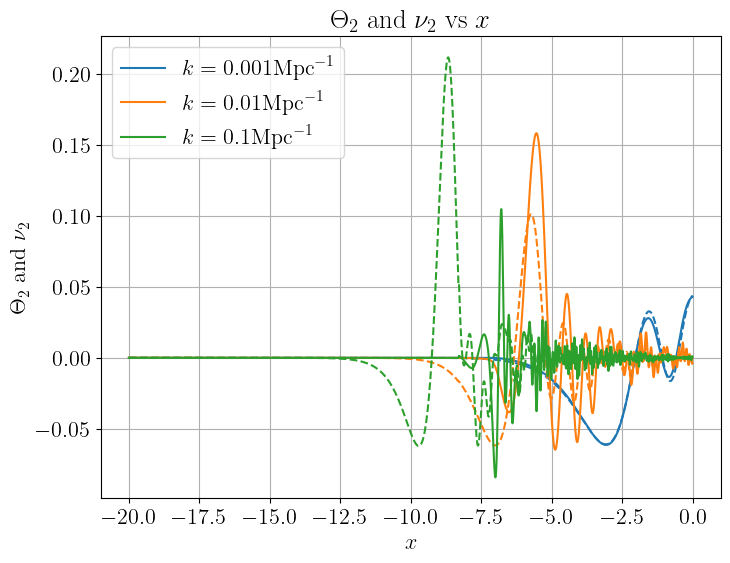 Θ₂ and ν₂ vs x
k = 0.001Mpc⁻¹
k = 0.01Mpc⁻¹
k = 0.1Mpc⁻¹
0.20
0.15
0.10
0.05
0.00
−0.05
Θ₂ and ν₂
−20.0 −17.5 −15.0 −12.5 −10.0 −7.5 −5.0 −2.5 0.0
x